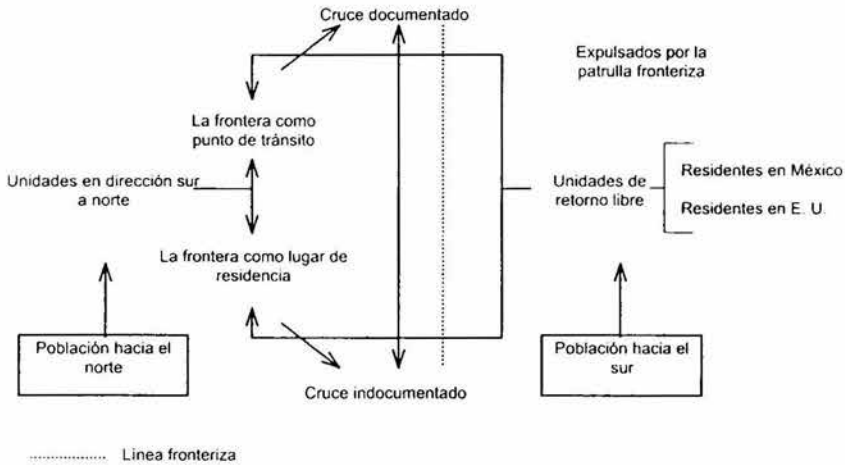 Cruce documentado
Expulsados por la
patrulla fronteriza
La frontera como
punto de tránsito
Unidades en dirección sur
a norte
Unidades de
retorno libre
Residentes en México
Residentes en E. U.
La frontera como lugar de
residencia
Población hacia el
norte
Población hacia el
sur
Cruce indocumentado
Linea fronteriza